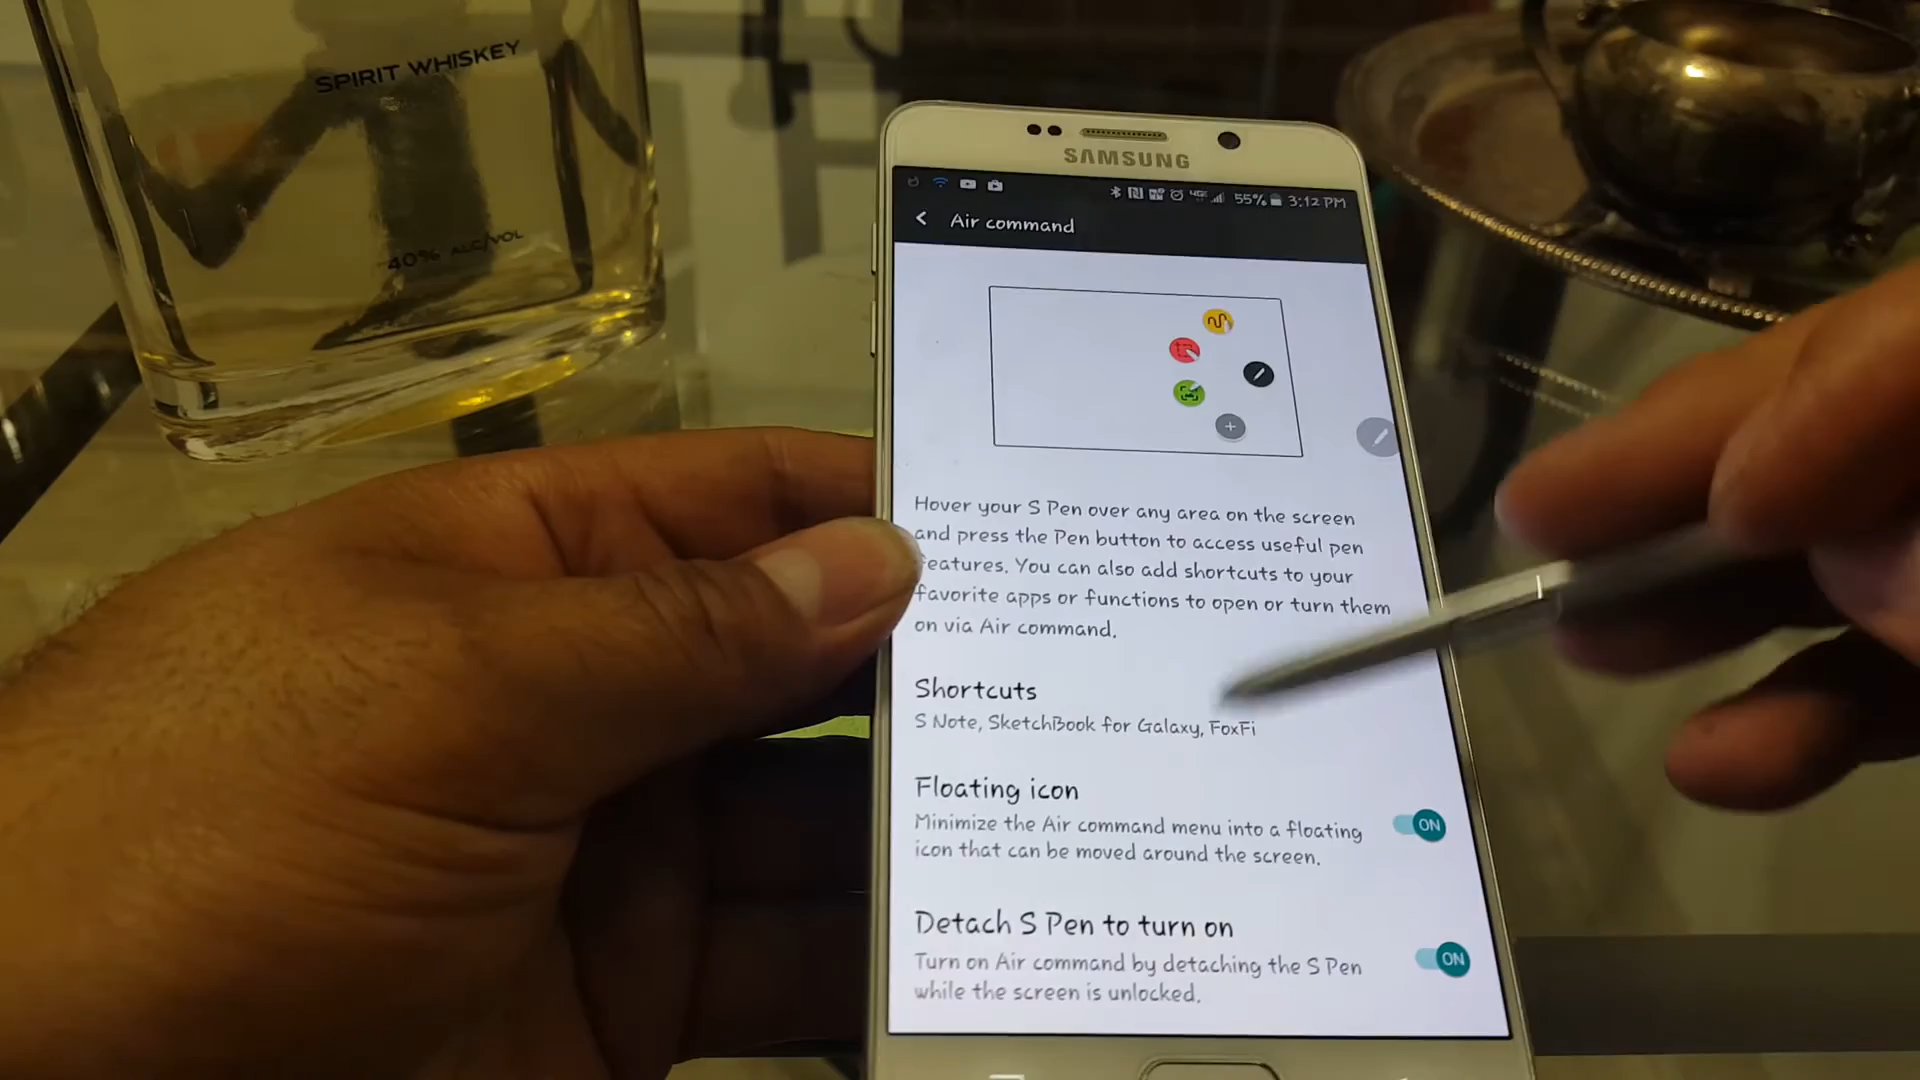 SPIRIT WHISKEY
40% ALC/VOL
SAMSUNG
4G 55% 3:12 PM
Air command
Hover your S Pen over any area on the screen
and press the Pen button to access useful pen
features. You can also add shortcuts to your
favorite apps or functions to open or turn them
on via Air command.
Shortcuts
S Note, SketchBook for Galaxy, FoxFi
Floating icon
Minimize the Air command menu into a floating
icon that can be moved around the screen.
ON
Detach S Pen to turn on
Turn on Air command by detaching the S Pen
while the screen is unlocked.
ON